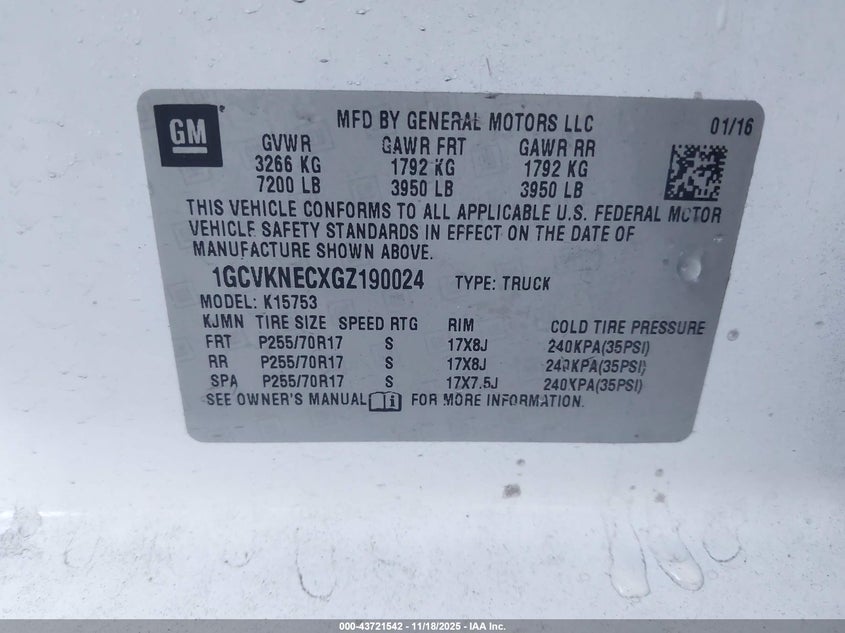 GM
MFD BY GENERAL MOTORS LLC 01/16
GVWR GAWR FRT GAWR RR
3266 KG 1792 KG 1792 KG
7200 LB 3950 LB 3950 LB
THIS VEHICLE CONFORMS TO ALL APPLICABLE U.S. FEDERAL MOTOR
VEHICLE SAFETY STANDARDS IN EFFECT ON THE DATE OF
MANUFACTURE SHOWN ABOVE.
1GCVKNECXGZ190024 TYPE: TRUCK
MODEL: K15753
KJMN TIRE SIZE SPEED RTG RIM COLD TIRE PRESSURE
FRT P255/70R17 S 17X8J 240KPA(35PSI)
RR P255/70R17 S 17X8J 240KPA(35PSI)
SPA P255/70R17 S 17X7.5J 240KPA(35PSI)
SEE OWNER'S MANUAL FOR MORE INFORMATION.
000-43721542 - 11/18/2025 - IAA Inc.